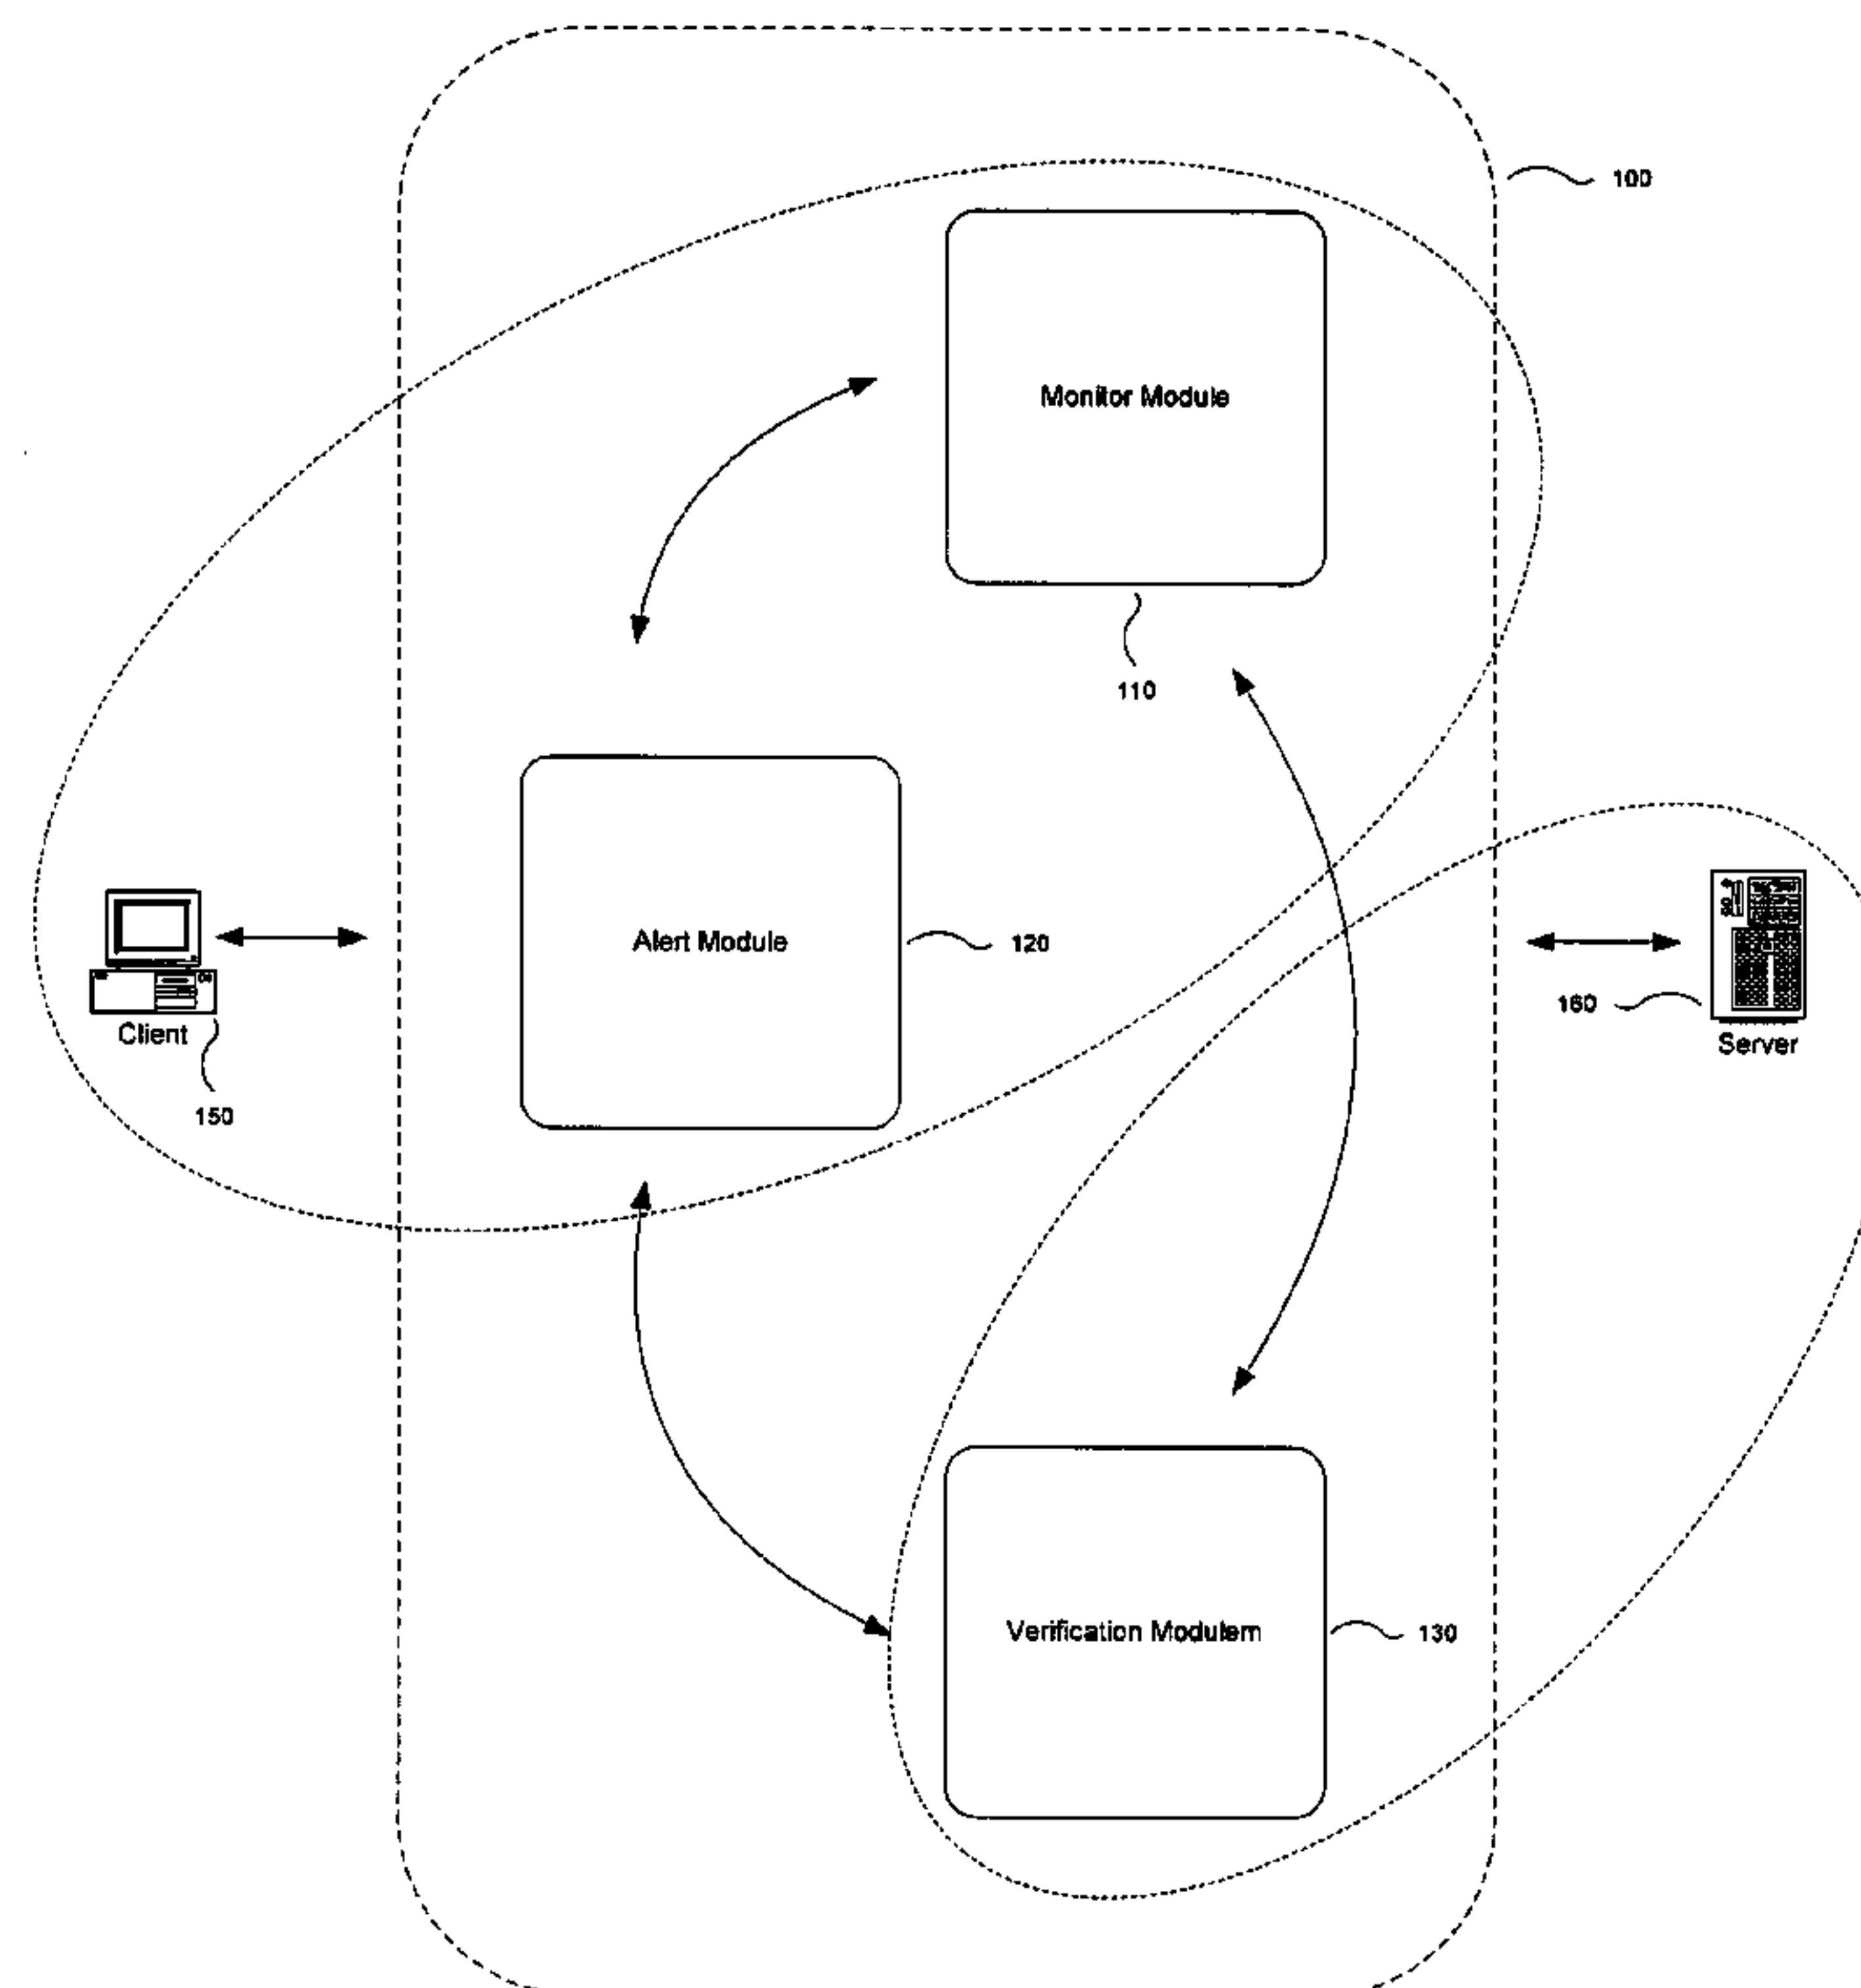 100
Monitor Module
110
Alert Module
120
Client
150
160
Server
Verification Modulem
130